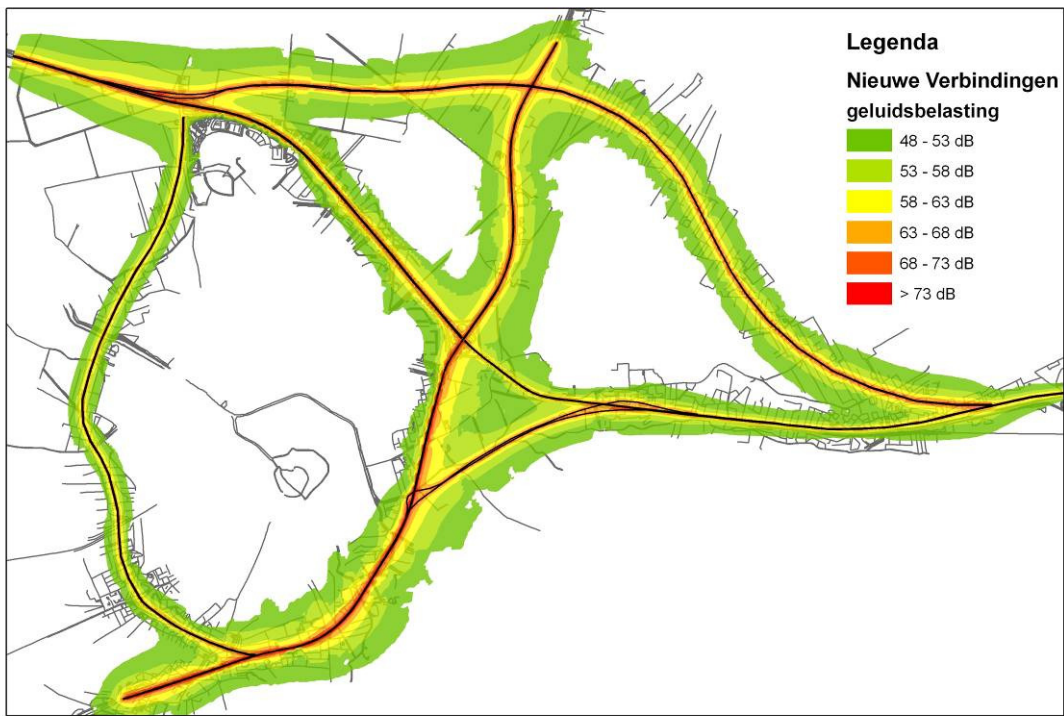 Legenda
Nieuwe Verbindingen
geluidsbelasting
48 - 53 dB
53 - 58 dB
58 - 63 dB
63 - 68 dB
68 - 73 dB
> 73 dB